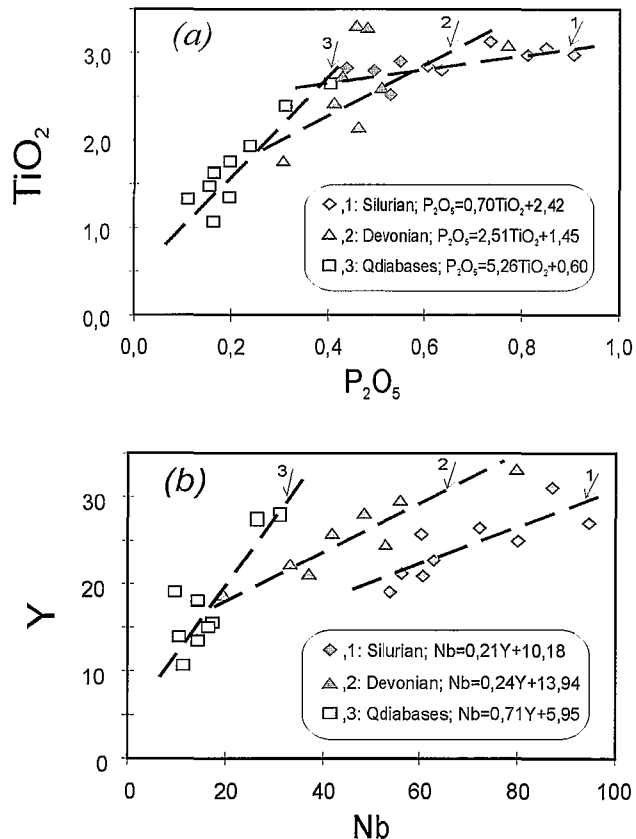 (a)
3
2
1
TiO₂
3,0
2,0
1,0
0,0
,1: Silurian; P₂O₅=0,70TiO₂+2,42
,2: Devonian; P₂O₅=2,51TiO₂+1,45
,3: Qdiabases; P₂O₅=5,26TiO₂+0,60
0,0 0,2 0,4 0,6 0,8 1,0
P₂O₅
(b)
3
2
1
Y
30
20
10
0
,1: Silurian; Nb=0,21Y+10,18
,2: Devonian; Nb=0,24Y+13,94
,3: Qdiabases; Nb=0,71Y+5,95
0 20 40 60 80 100
Nb